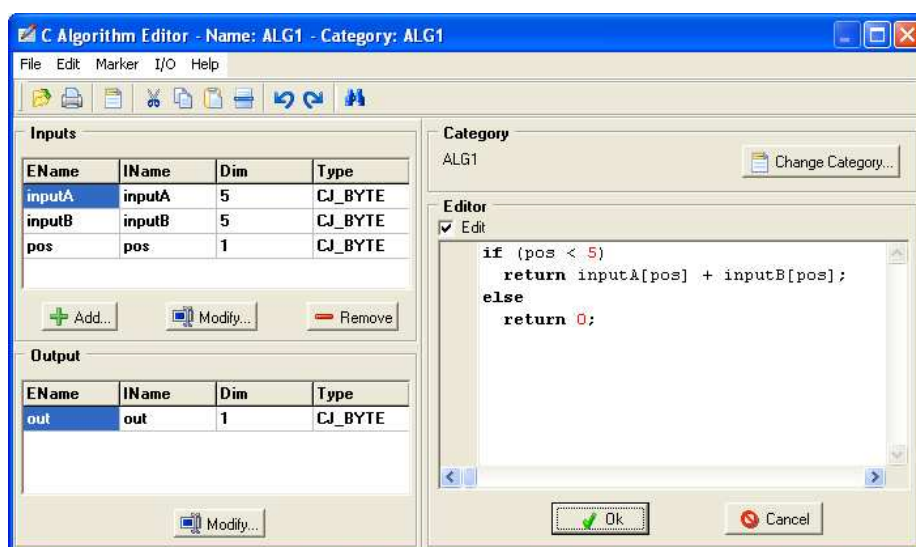 C Algorithm Editor - Name: ALG1 - Category: ALG1
File Edit Marker I/O Help
Inputs
EName IName Dim Type
inputA inputA 5 CJ_BYTE
inputB inputB 5 CJ_BYTE
pos pos 1 CJ_BYTE
Add... Modify... Remove
Output
EName IName Dim Type
out out 1 CJ_BYTE
Modify...
Category
ALG1 Change Category...
Editor
Edit
if (pos < 5)
return inputA[pos] + inputB[pos];
else
return 0;
Ok Cancel